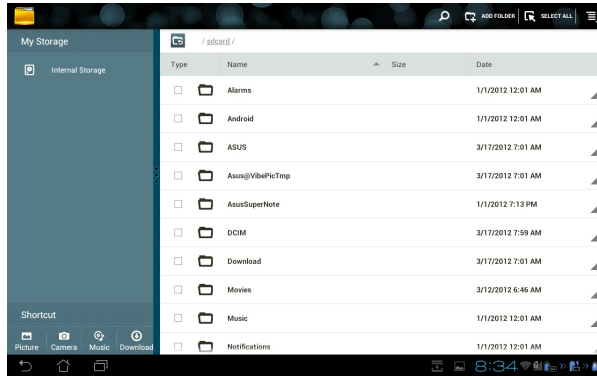 ADD FOLDER SELECT ALL
My Storage
/ sdcard /
Internal Storage
Type Name Size Date
Alarms 1/1/2012 12:01 AM
Android 1/1/2012 12:01 AM
ASUS 3/17/2012 7:01 AM
Asus@VibePicTmp 3/17/2012 7:01 AM
AsusSuperNote 1/1/2012 7:13 PM
DCIM 3/17/2012 7:59 AM
Download 3/17/2012 7:01 AM
Movies 3/12/2012 6:46 AM
Music 1/1/2012 12:01 AM
Notifications 1/1/2012 12:01 AM
Shortcut
Picture Camera Music Download
8:34